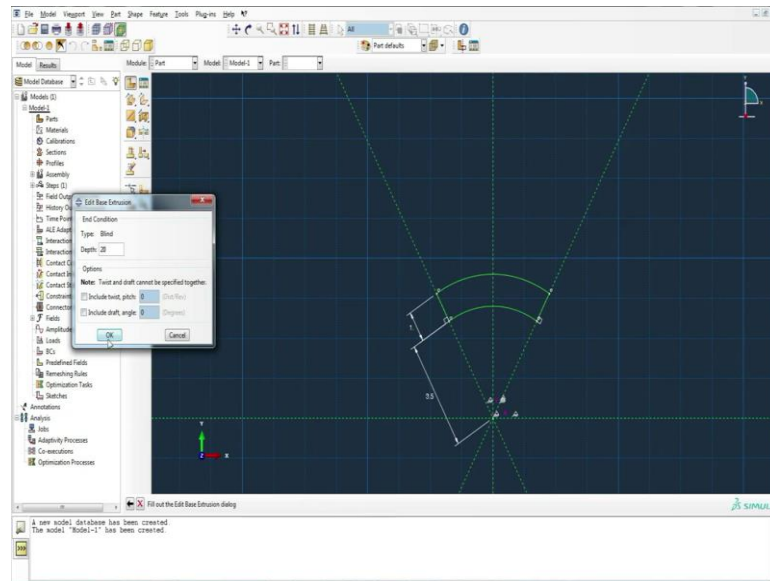 File Model Viewport View Part Shape Feature Tools Plug-ins Help
All
Part defaults
Model Results
Module: Part Model: Model-1 Part:
Model Database
Models (1)
Model-1
Parts
Materials
Calibrations
Sections
Profiles
Assembly
Steps (1)
Field Outp
History Ou
Time Poin
ALE Adapt
Interaction
Interaction
Contact Co
Contact In
Contact St
Constraint
Connector
Fields
Amplitude
Loads
BCs
Predefined Fields
Remeshing Rules
Optimization Tasks
Sketches
Annotations
Analysis
Jobs
Adaptivity Processes
Co-executions
Optimization Processes
Edit Base Extrusion
End Condition
Type: Blind
Depth: 20
Options
Note: Twist and draft cannot be specified together.
Include twist, pitch: 0 (Dist/Rev)
Include draft, angle: 0 (Degrees)
OK Cancel
1.
3.5
Y
X
Y
Z X
Fill out the Edit Base Extrusion dialog
SIMUL
A new model database has been created.
The model "Model-1" has been created.